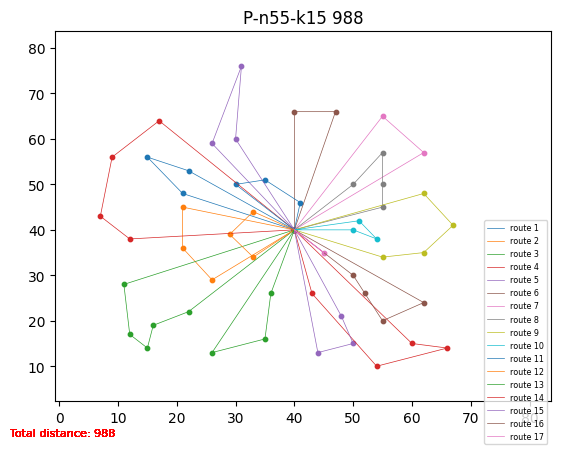 P-n55-k15 988
80
70
60
50
40
30
20
10
0 10 20 30 40 50 60 70 80
route 1
route 2
route 3
route 4
route 5
route 6
route 7
route 8
route 9
route 10
route 11
route 12
route 13
route 14
route 15
route 16
route 17
Total distance: 988